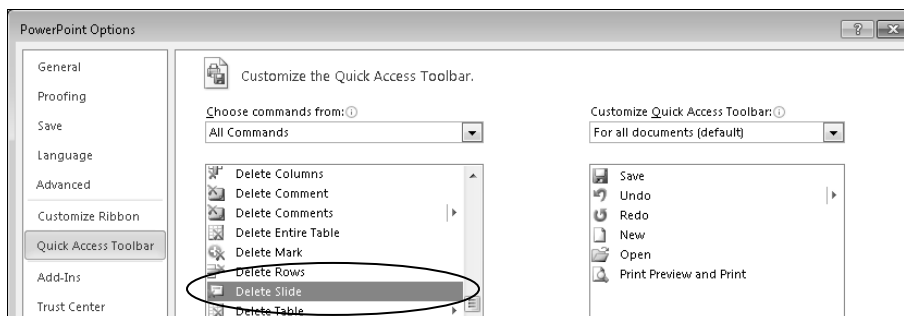 PowerPoint Options
General
Proofing
Save
Language
Advanced
Customize Ribbon
Quick Access Toolbar
Add-Ins
Trust Center
Customize the Quick Access Toolbar.
Choose commands from:
All Commands
Delete Columns
Delete Comment
Delete Comments
Delete Entire Table
Delete Mark
Delete Rows
Delete Slide
Delete Table
Customize Quick Access Toolbar:
For all documents (default)
Save
Undo
Redo
New
Open
Print Preview and Print